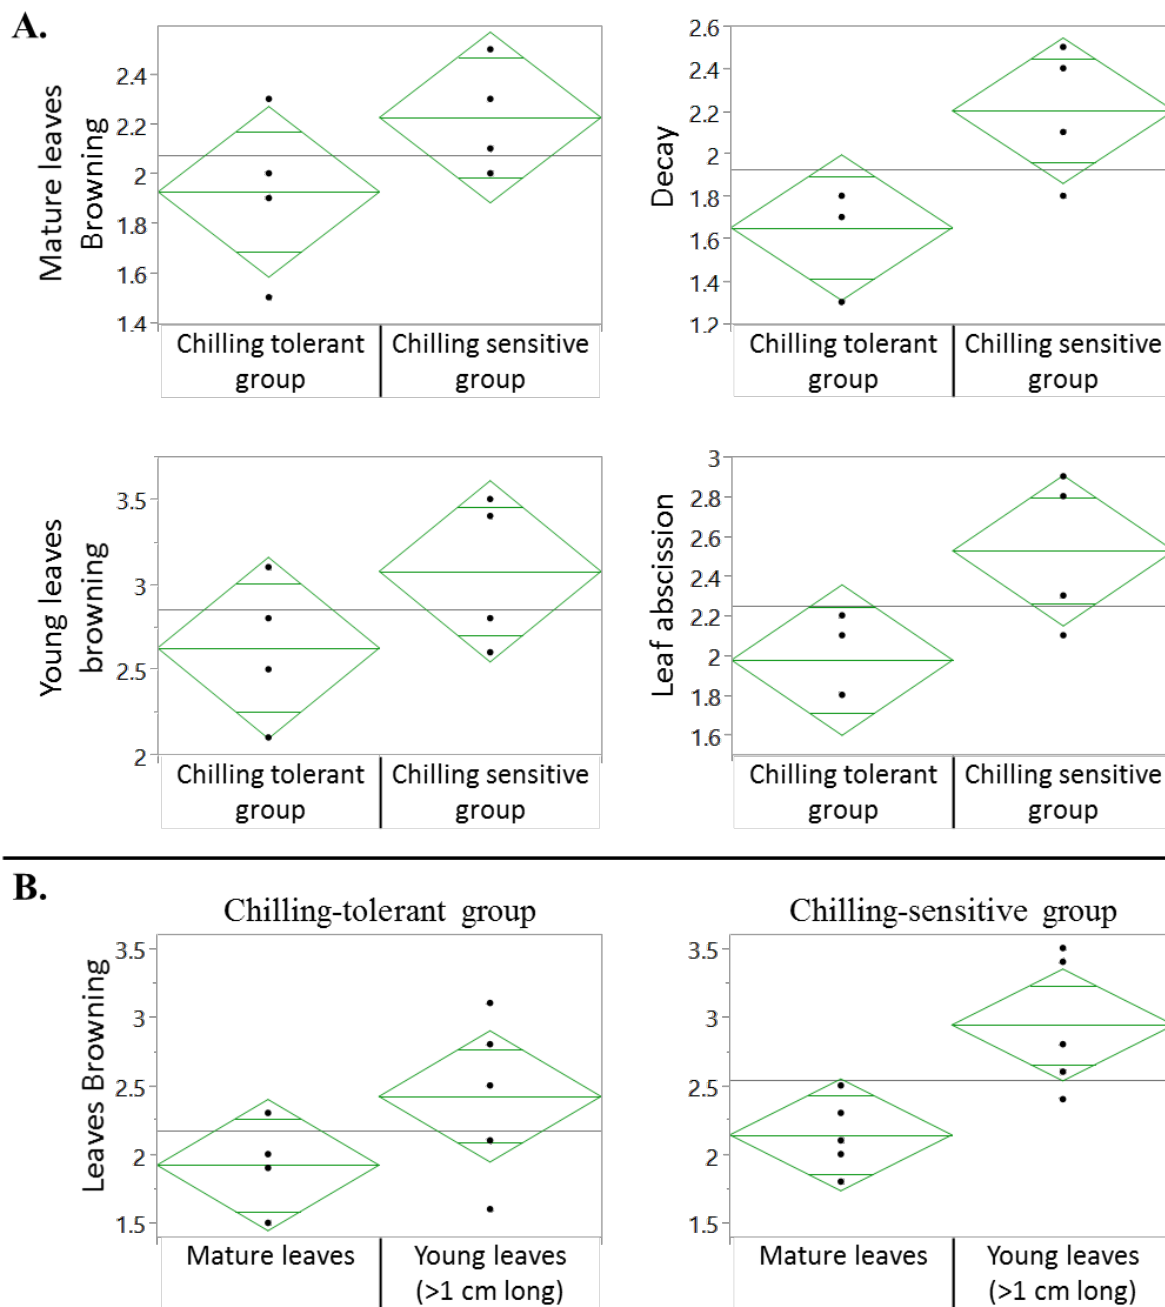 A.
Mature leaves
Browning
2.4
2.2
2
1.8
1.6
1.4
Chilling tolerant
group
Chilling sensitive
group
Decay
2.6
2.4
2.2
2
1.8
1.6
1.4
1.2
Chilling tolerant
group
Chilling sensitive
group
Young leaves
browning
3.5
3
2.5
2
Chilling tolerant
group
Chilling sensitive
group
Leaf abscission
3
2.8
2.6
2.4
2.2
2
1.8
1.6
Chilling tolerant
group
Chilling sensitive
group
B.
Chilling-tolerant group
Leaves Browning
3.5
3
2.5
2
1.5
Mature leaves
Young leaves
(>1 cm long)
Chilling-sensitive group
3.5
3
2.5
2
1.5
Mature leaves
Young leaves
(>1 cm long)